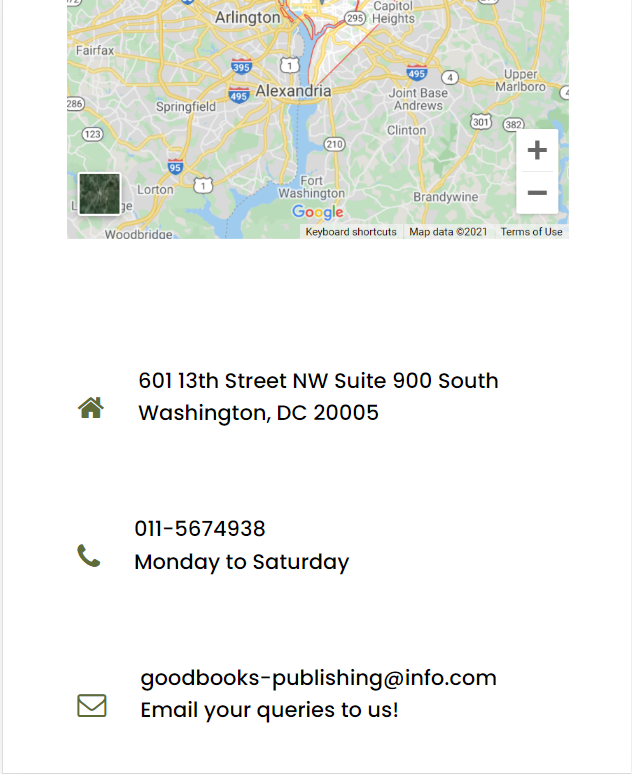 Arlington
295
Capitol
Heights
Fairfax
395
1
495
4
Upper
Marlboro
Alexandria
495
Joint Base
Andrews
286
Springfield
301
382
123
Clinton
210
95
Lorton
1
Fort
Washington
Brandywine
Google
Woodbridge
Keyboard shortcuts
Map data ©2021
Terms of Use
601 13th Street NW Suite 900 South
Washington, DC 20005
011-5674938
Monday to Saturday
goodbooks-publishing@info.com
Email your queries to us!